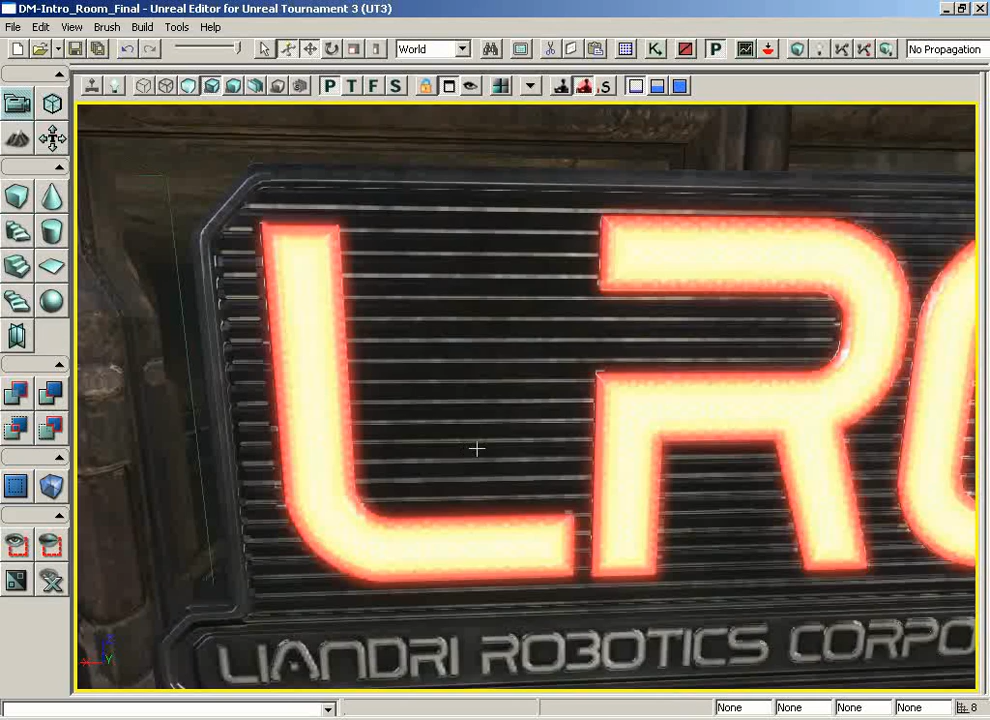 DM-Intro_Room_Final - Unreal Editor for Unreal Tournament 3 (UT3)
File Edit View Brush Build Tools Help
World K P No Propagation
P T F S S
LR
LIANDRI ROBOTICS CORPO
X Z Y
None None None None 8